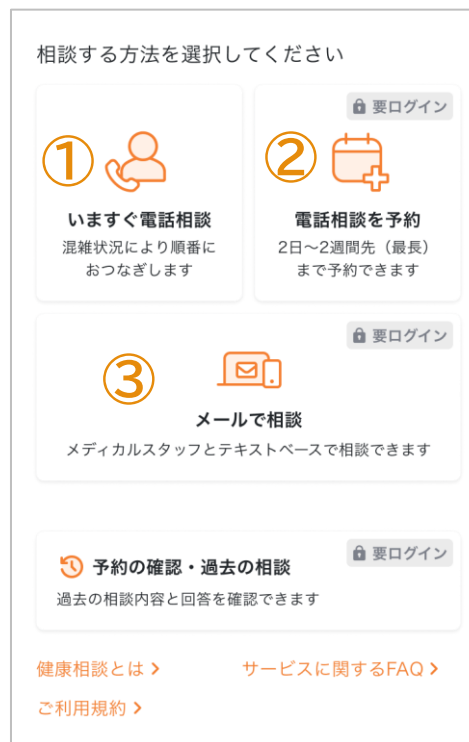 相談する方法を選択してください
①
いますぐ電話相談
混雑状況により順番に
おつなぎします
要ログイン
②
電話相談を予約
2日〜2週間先（最長）
まで予約できます
要ログイン
③
メールで相談
メディカルスタッフとテキストベースで相談できます
要ログイン
予約の確認・過去の相談
過去の相談内容と回答を確認できます
健康相談とは
サービスに関するFAQ
ご利用規約